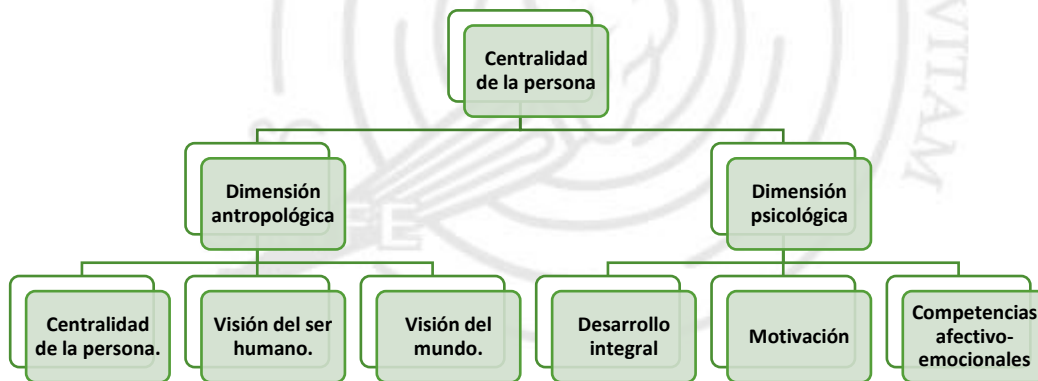 Centralidad
de la persona
Dimensión
antropológica
Dimensión
psicológica
Centralidad
de la persona.
Visión del ser
humano.
Visión del
mundo.
Desarrollo
integral
Motivación
Competencias
afectivo-
emocionales
VITAM